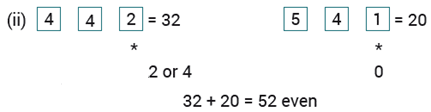 (ii) 4 4 2 = 32 5 4 1 = 20
* *
2 or 4 0
32 + 20 = 52 even